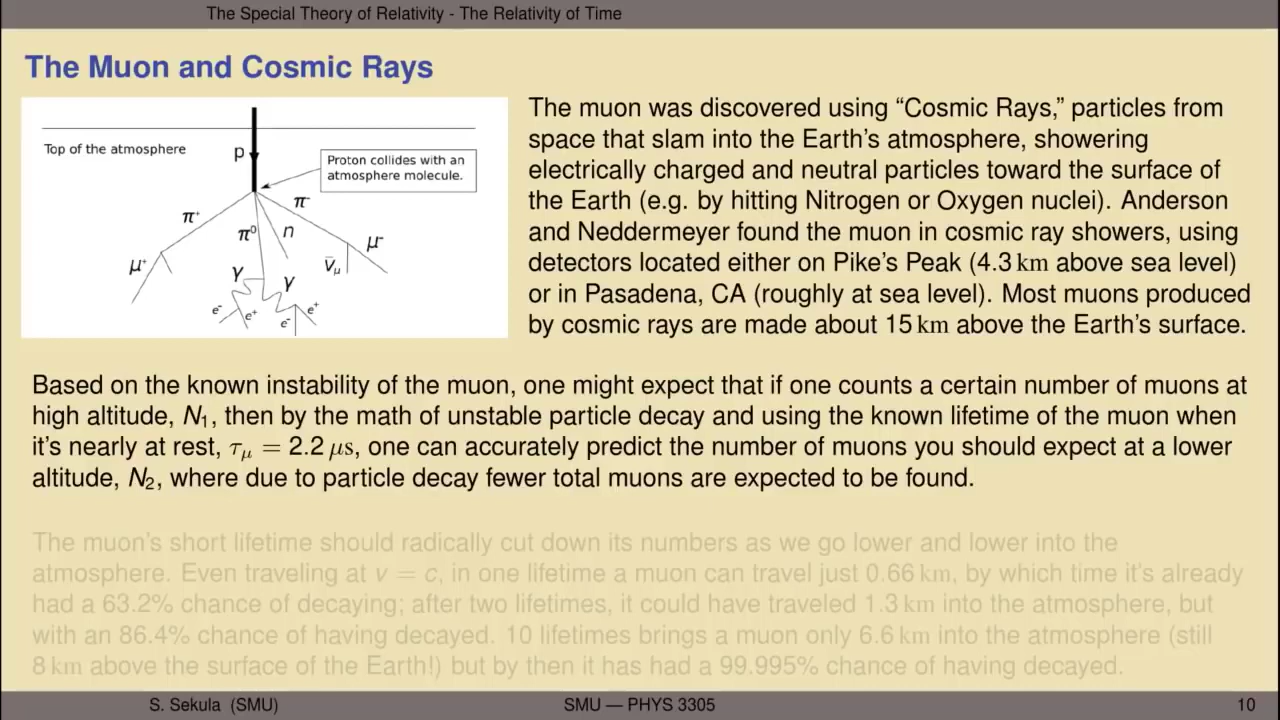 The Special Theory of Relativity - The Relativity of Time
The Muon and Cosmic Rays
Top of the atmosphere
p
Proton collides with an
atmosphere molecule.
π⁺
π⁻
π⁰
n
μ⁺
μ⁻
ν̅μ
γ
γ
e⁻
e⁺
e⁻
e⁺
The muon was discovered using “Cosmic Rays,” particles from
space that slam into the Earth’s atmosphere, showering
electrically charged and neutral particles toward the surface of
the Earth (e.g. by hitting Nitrogen or Oxygen nuclei). Anderson
and Neddermeyer found the muon in cosmic ray showers, using
detectors located either on Pike’s Peak (4.3 km above sea level)
or in Pasadena, CA (roughly at sea level). Most muons produced
by cosmic rays are made about 15 km above the Earth’s surface.
Based on the known instability of the muon, one might expect that if one counts a certain number of muons at
high altitude, N₁, then by the math of unstable particle decay and using the known lifetime of the muon when
it’s nearly at rest, τμ = 2.2 μs, one can accurately predict the number of muons you should expect at a lower
altitude, N₂, where due to particle decay fewer total muons are expected to be found.
The muon’s short lifetime should radically cut down its numbers as we go lower and lower into the
atmosphere. Even traveling at v = c, in one lifetime a muon can travel just 0.66 km, by which time it’s already
had a 63.2% chance of decaying; after two lifetimes, it could have traveled 1.3 km into the atmosphere, but
with an 86.4% chance of having decayed. 10 lifetimes brings a muon only 6.6 km into the atmosphere (still
8 km above the surface of the Earth!) but by then it has had a 99.995% chance of having decayed.
S. Sekula (SMU)
SMU — PHYS 3305
10